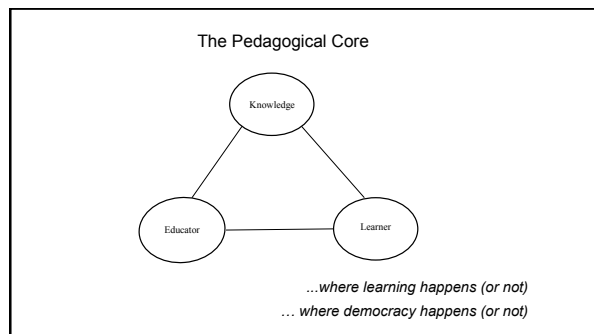 The Pedagogical Core
Knowledge
Educator
Learner
...where learning happens (or not)
… where democracy happens (or not)